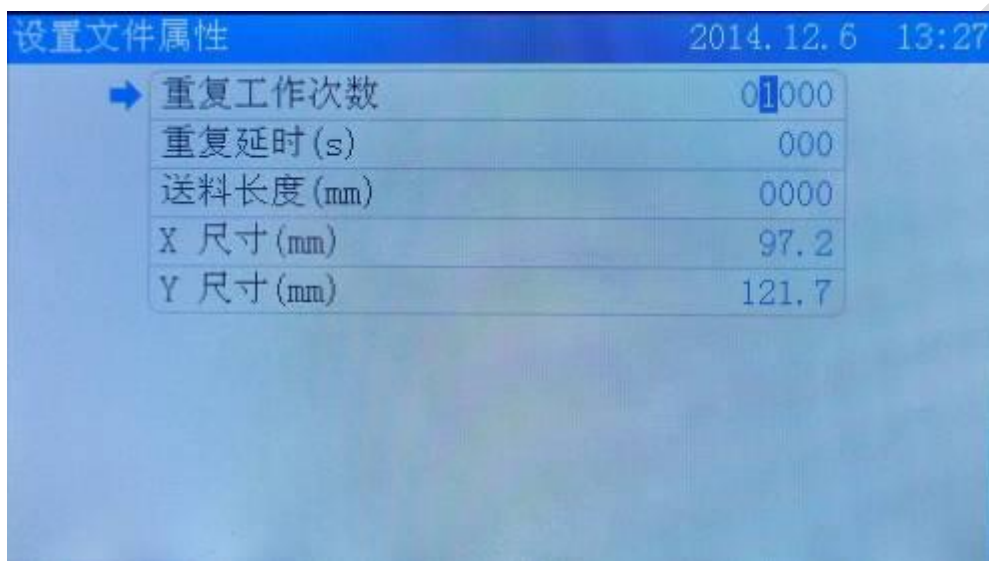 设置文件属性 2014.12.6 13:27
重复工作次数 01000
重复延时(s) 000
送料长度(mm) 0000
X 尺寸(mm) 97.2
Y 尺寸(mm) 121.7